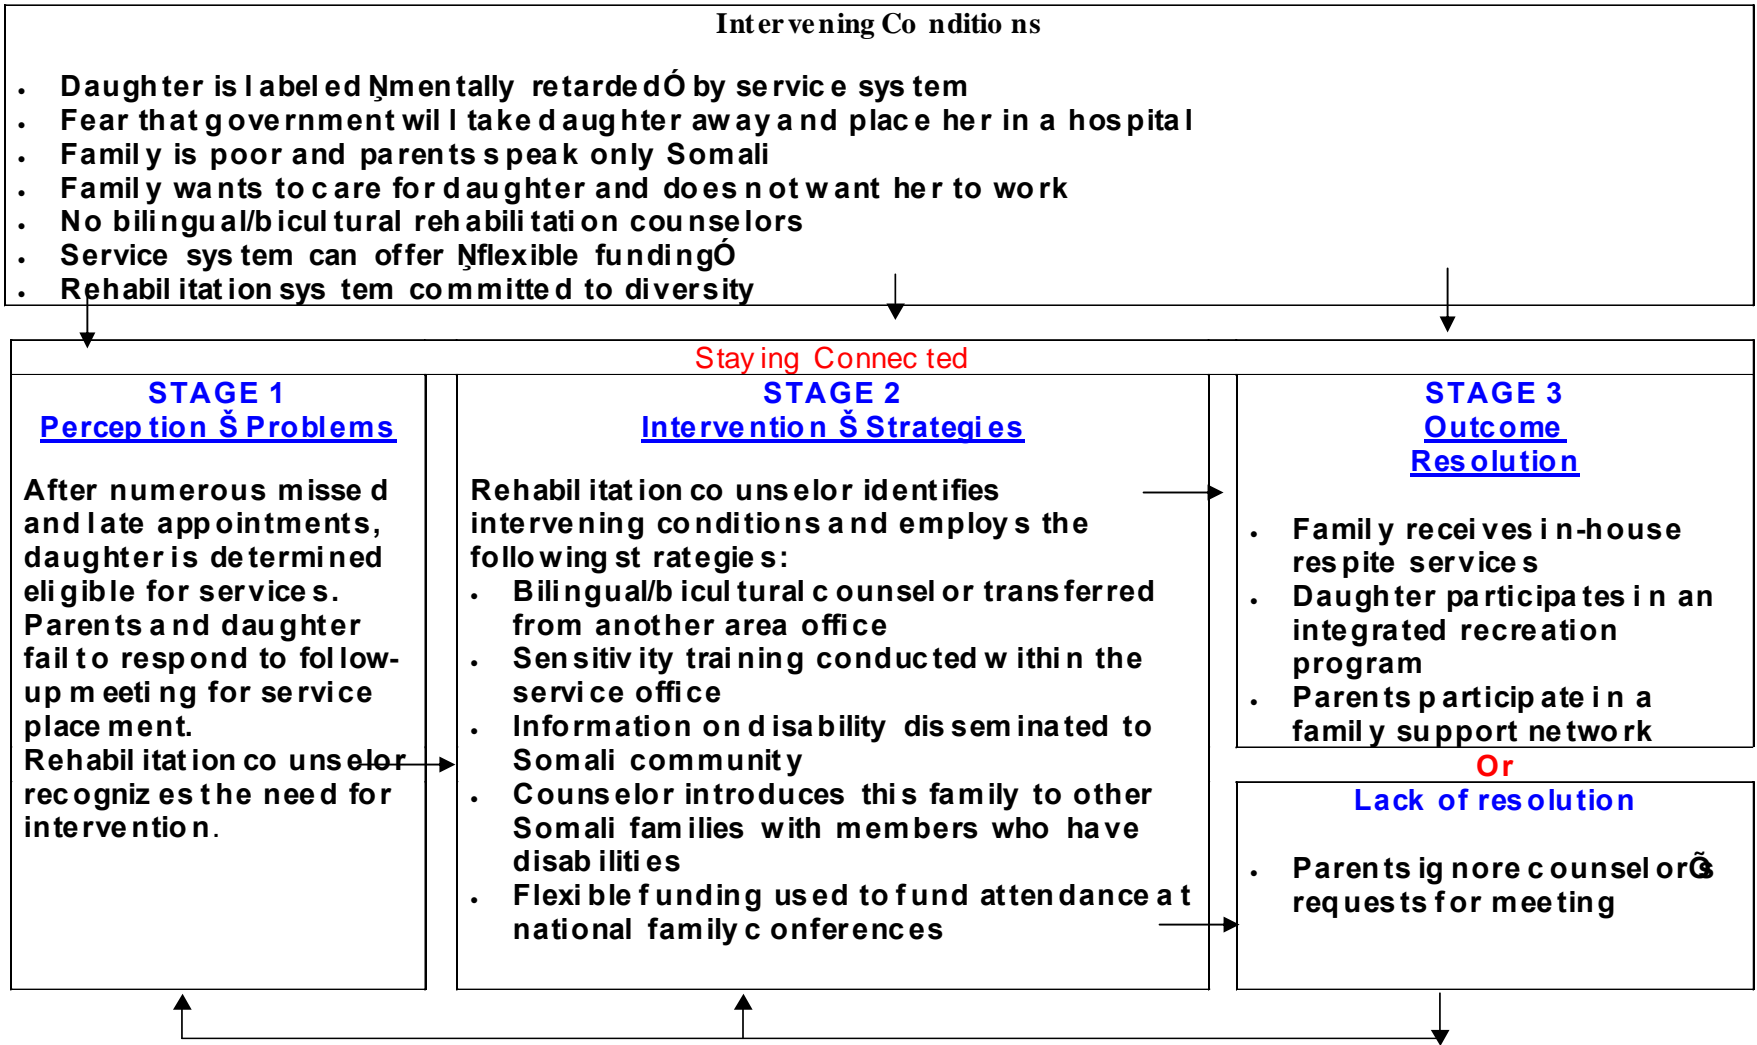 Intervening Conditions
• Daughter is labeled Ņmentally retardedÓ by service system
• Fear that government will take daughter away and place her in a hospital
• Family is poor and parents speak only Somali
• Family wants to care for daughter and does not want her to work
• No bilingual/bicultural rehabilitation counselors
• Service system can offer Ņflexible fundingÓ
• Rehabilitation system committed to diversity
Staying Connected
STAGE 1
Perception Š Problems
After numerous missed
and late appointments,
daughter is determined
eligible for services.
Parents and daughter
fail to respond to follow-
up meeting for service
placement.
Rehabilitation counselor
recognizes the need for
intervention.
STAGE 2
Intervention Š Strategies
Rehabilitation counselor identifies
intervening conditions and employs the
following strategies:
• Bilingual/bicultural counselor transferred
from another area office
• Sensitivity training conducted within the
service office
• Information on disability disseminated to
Somali community
• Counselor introduces this family to other
Somali families with members who have
disabilities
• Flexible funding used to fund attendance at
national family conferences
STAGE 3
Outcome
Resolution
• Family receives in-house
respite services
• Daughter participates in an
integrated recreation
program
• Parents participate in a
family support network
Or
Lack of resolution
• Parents ignore counselorÕs
requests for meeting